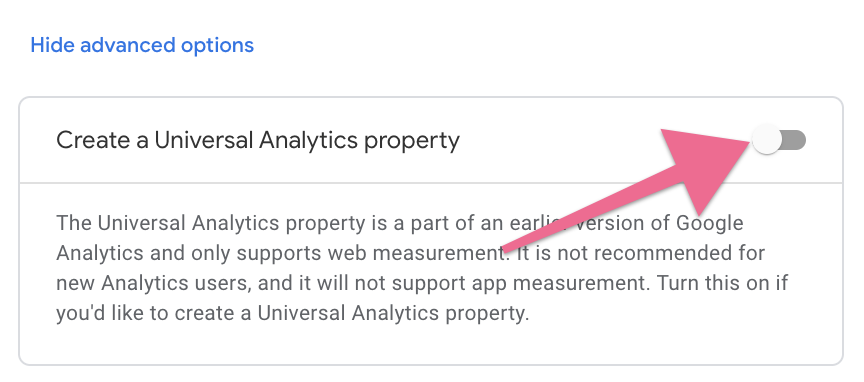 Hide advanced options
Create a Universal Analytics property
The Universal Analytics property is a part of an earlier version of Google
Analytics and only supports web measurement. It is not recommended for
new Analytics users, and it will not support app measurement. Turn this on if
you'd like to create a Universal Analytics property.